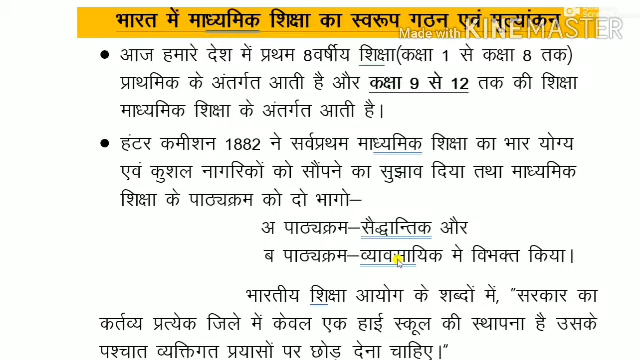 भारत में माध्यमिक शिक्षा का स्वरूप गठन एवं मूल्यांकन
Made with KINEMASTER
• आज हमारे देश में प्रथम 8वर्षीय शिक्षा(कक्षा 1 से कक्षा 8 तक)
प्राथमिक के अंतर्गत आती है और कक्षा 9 से 12 तक की शिक्षा
माध्यमिक शिक्षा के अंतर्गत आती है।
• हंटर कमीशन 1882 ने सर्वप्रथम माध्यमिक शिक्षा का भार योग्य
एवं कुशल नागरिकों को सौंपने का सुझाव दिया तथा माध्यमिक
शिक्षा के पाठ्यक्रम को दो भागो–
अ पाठ्यक्रम–सैद्धान्तिक और
ब पाठ्यक्रम–व्यावसायिक मे विभक्त किया।
भारतीय शिक्षा आयोग के शब्दों में, "सरकार का
कर्तव्य प्रत्येक जिले में केवल एक हाई स्कूल की स्थापना है उसके
पश्चात व्यक्तिगत प्रयासों पर छोड़ देना चाहिए।"